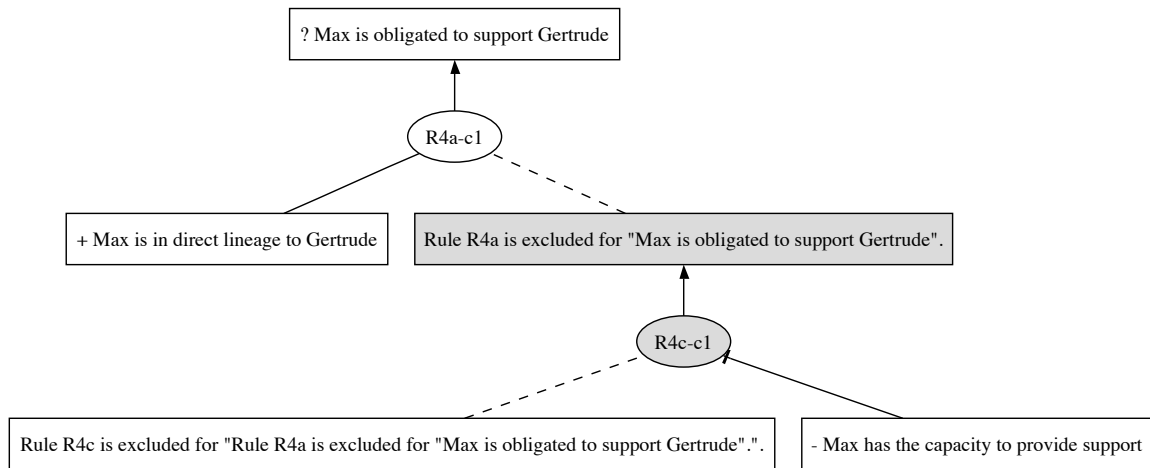 ? Max is obligated to support Gertrude
R4a-c1
+ Max is in direct lineage to Gertrude
Rule R4a is excluded for "Max is obligated to support Gertrude".
R4c-c1
Rule R4c is excluded for "Rule R4a is excluded for "Max is obligated to support Gertrude".".
- Max has the capacity to provide support